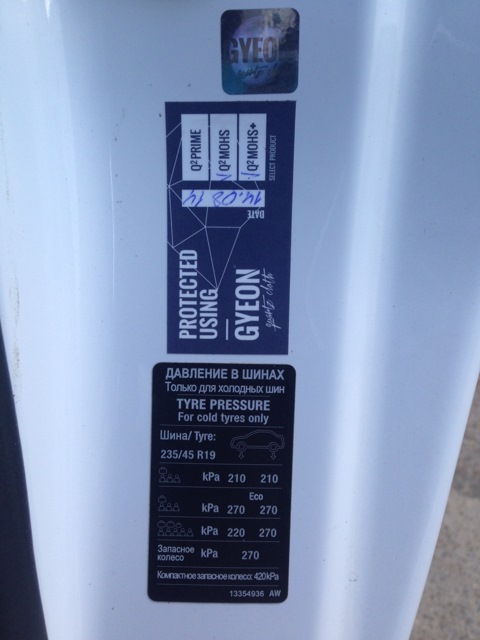 GYEON
PROTECTED
USING
GYEON
quartz cloth
DATE
14.08.14
Q²PRIME
Q²MOHS
Q²MOHS+
SELECT PRODUCT
ДАВЛЕНИЕ В ШИНАХ
Только для холодных шин
TYRE PRESSURE
For cold tyres only
Шина/ Tyre:
235/45 R19
kPa 210 210
Eco
kPa 270 270
kPa 220 270
Запасное колесо kPa 270
Компактное запасное колесо: 420kPa
13354936 AW